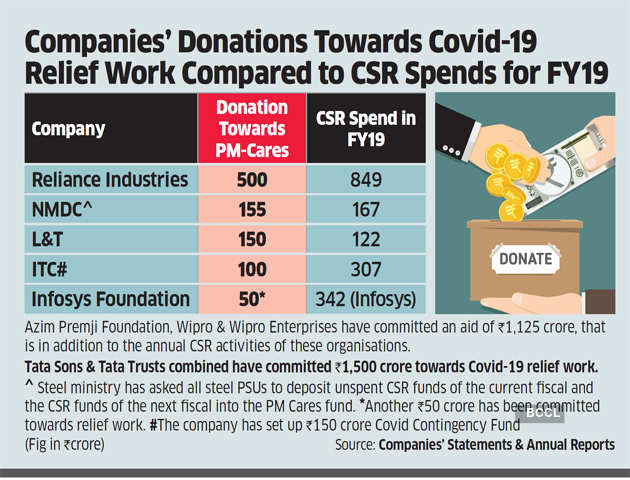 Companies' Donations Towards Covid-19
Relief Work Compared to CSR Spends for FY19
Company
Donation
Towards
PM-Cares
CSR Spend in
FY19
Reliance Industries 500 849
NMDC^ 155 167
L&T 150 122
ITC# 100 307
Infosys Foundation 50* 342 (Infosys)
DONATE
Azim Premji Foundation, Wipro & Wipro Enterprises have committed an aid of ₹1,125 crore, that
is in addition to the annual CSR activities of these organisations.
Tata Sons & Tata Trusts combined have committed ₹1,500 crore towards Covid-19 relief work.
^ Steel ministry has asked all steel PSUs to deposit unspent CSR funds of the current fiscal and
the CSR funds of the next fiscal into the PM Cares fund. *Another ₹50 crore has been committed
towards relief work. #The company has set up ₹150 crore Covid Contingency Fund
BCCL
(Fig in ₹crore) Source: Companies' Statements & Annual Reports